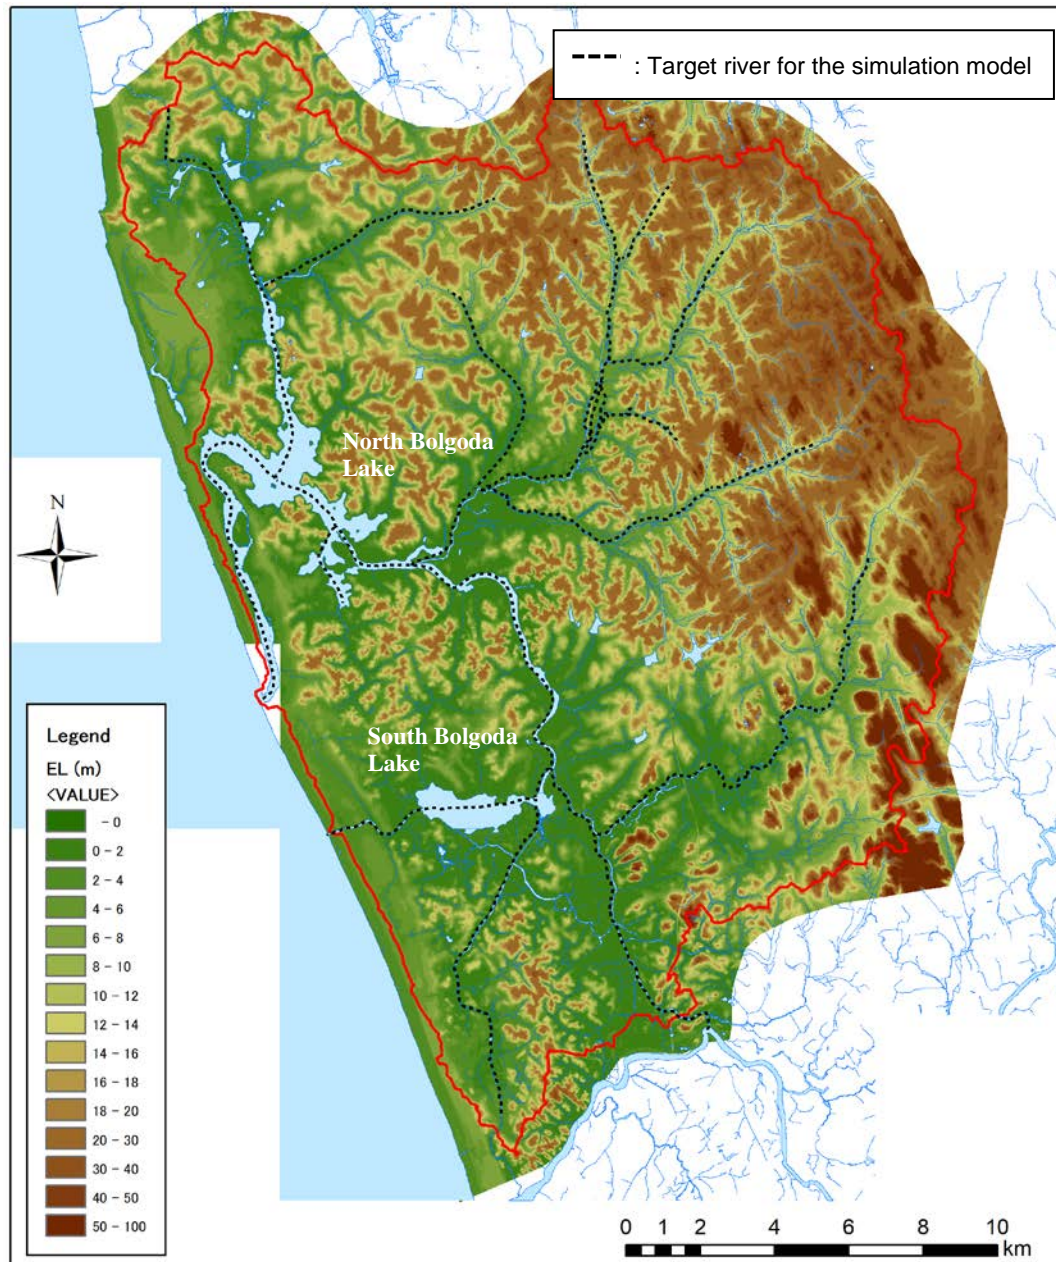 : Target river for the simulation model
North Bolgoda
Lake
N
South Bolgoda
Lake
Legend
EL (m)
<VALUE>
- 0
0 - 2
2 - 4
4 - 6
6 - 8
8 - 10
10 - 12
12 - 14
14 - 16
16 - 18
18 - 20
20 - 30
30 - 40
40 - 50
50 - 100
0 1 2 4 6 8 10
km